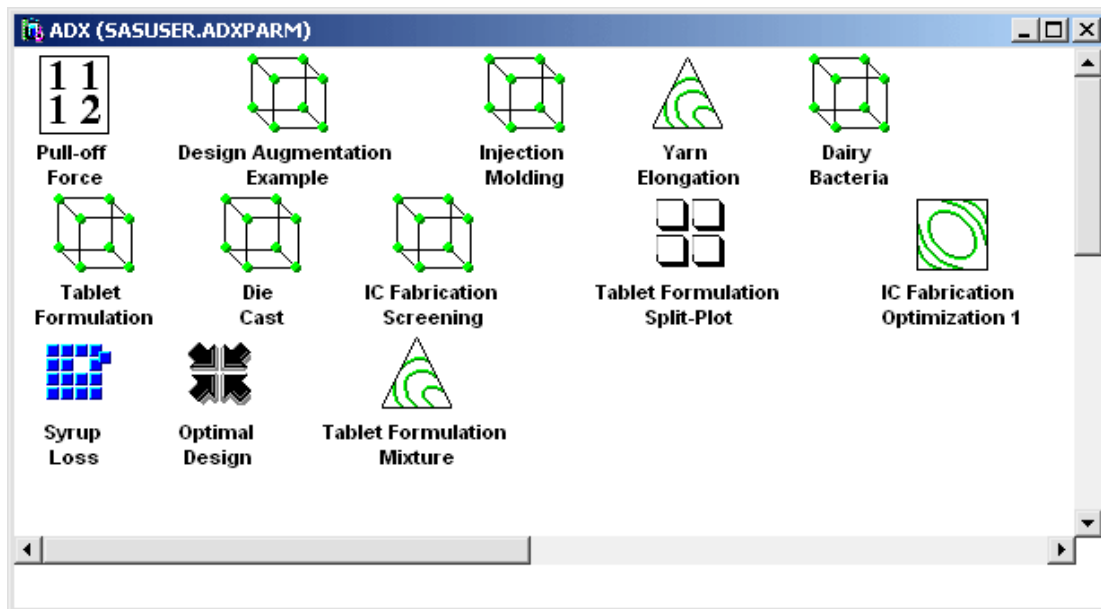 ADX (SASUSER.ADXPARM)
1 1
1 2
Pull-off
Force
Design Augmentation
Example
Injection
Molding
Yarn
Elongation
Dairy
Bacteria
Tablet
Formulation
Die
Cast
IC Fabrication
Screening
Tablet Formulation
Split-Plot
IC Fabrication
Optimization 1
Syrup
Loss
Optimal
Design
Tablet Formulation
Mixture